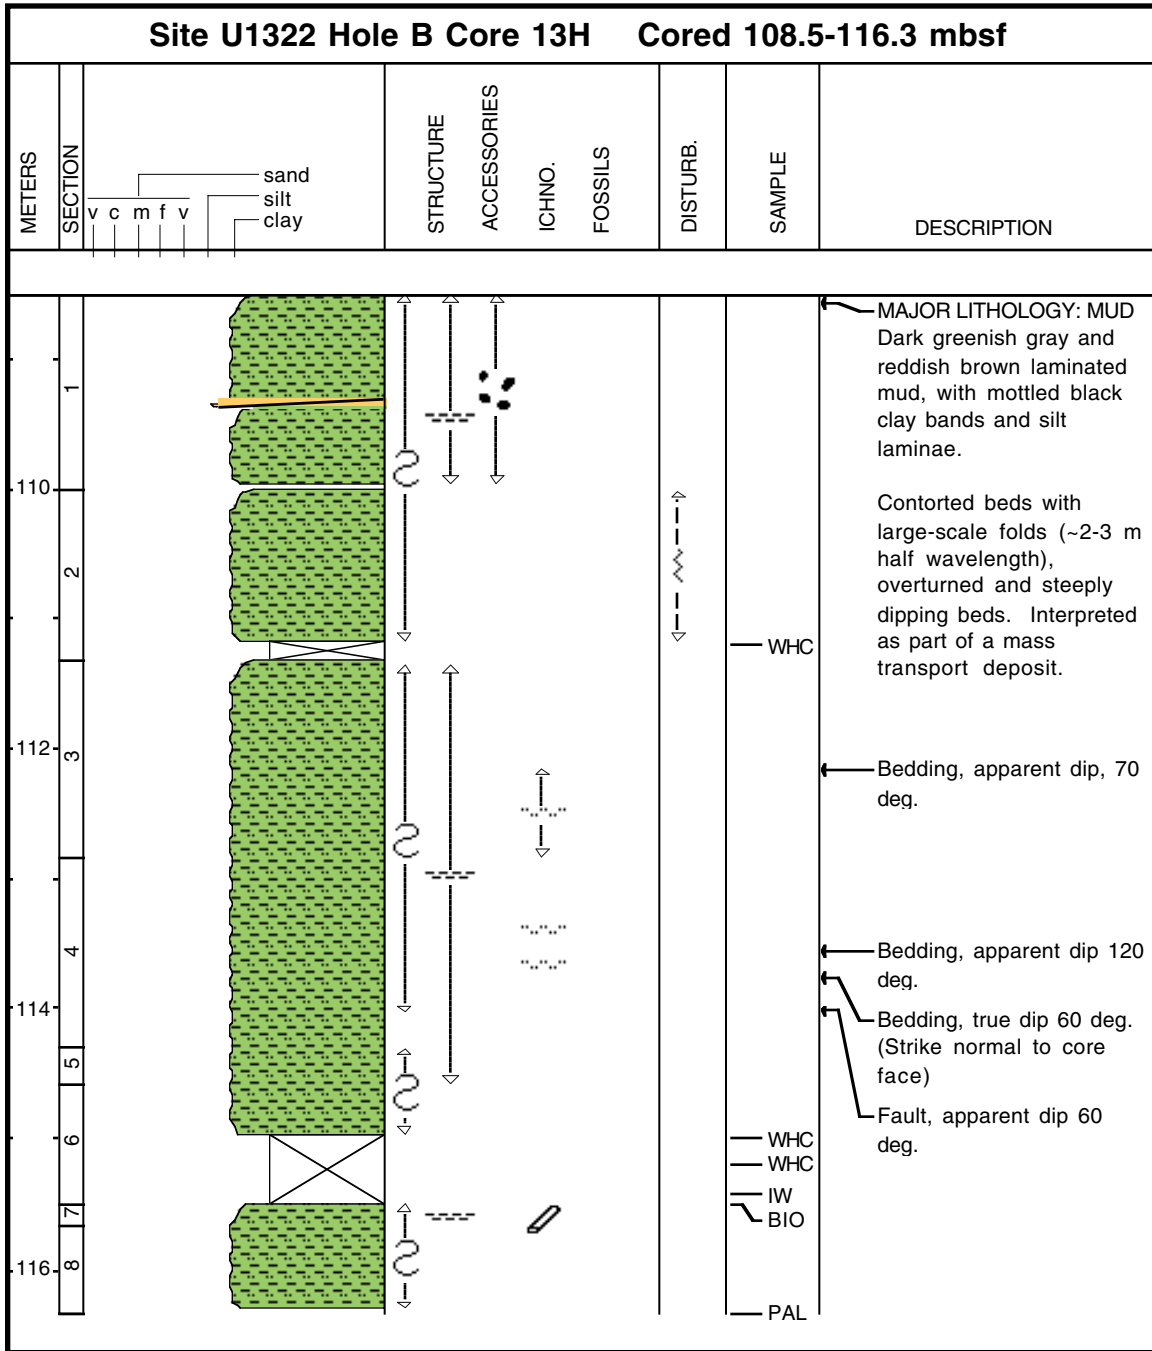 Site U1322 Hole B Core 13H Cored 108.5-116.3 mbsf
METERS
SECTION
v c m f v
sand
silt
clay
STRUCTURE
ACCESSORIES
ICHNO.
FOSSILS
DISTURB.
SAMPLE
DESCRIPTION
1
110
2
112
3
4
114
5
6
7
8
116
WHC
WHC
WHC
IW
BIO
PAL
MAJOR LITHOLOGY: MUD
Dark greenish gray and
reddish brown laminated
mud, with mottled black
clay bands and silt
laminae.
Contorted beds with
large-scale folds (~2-3 m
half wavelength),
overturned and steeply
dipping beds. Interpreted
as part of a mass
transport deposit.
Bedding, apparent dip, 70
deg.
Bedding, apparent dip 120
deg.
Bedding, true dip 60 deg.
(Strike normal to core
face)
Fault, apparent dip 60
deg.